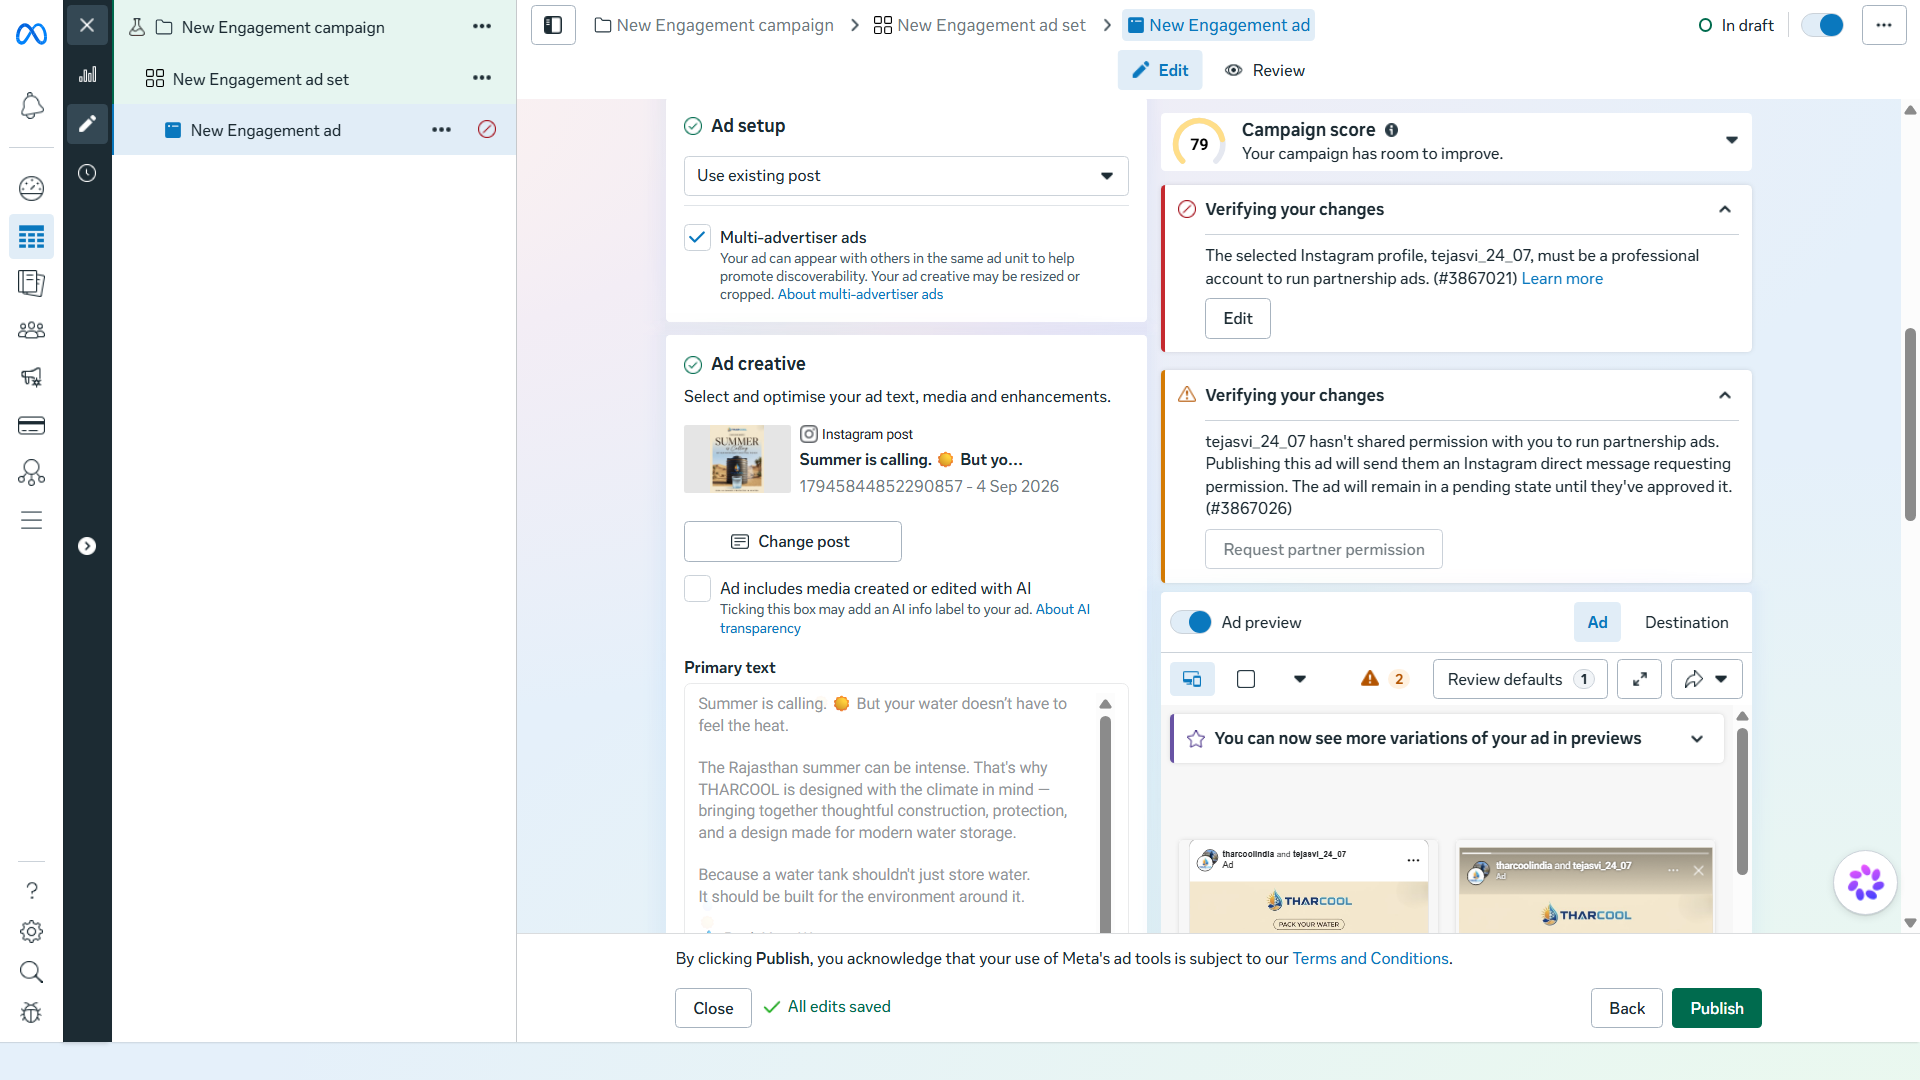 New Engagement campaign
New Engagement ad set
New Engagement ad
New Engagement campaign
New Engagement ad set
New Engagement ad
In draft
Edit
Review
Ad setup
Use existing post
Multi-advertiser ads
Your ad can appear with others in the same ad unit to help
promote discoverability. Your ad creative may be resized or
cropped. About multi-advertiser ads
Ad creative
Select and optimise your ad text, media and enhancements.
SUMMER
Instagram post
Summer is calling. But yo...
17945844852290857 - 4 Sep 2026
Change post
Ad includes media created or edited with AI
Ticking this box may add an AI info label to your ad. About AI
transparency
Primary text
Summer is calling. But your water doesn't have to
feel the heat.
The Rajasthan summer can be intense. That's why
THARCOOL is designed with the climate in mind —
bringing together thoughtful construction, protection,
and a design made for modern water storage.
Because a water tank shouldn't just store water.
It should be built for the environment around it.
79
Campaign score
Your campaign has room to improve.
Verifying your changes
The selected Instagram profile, tejasvi_24_07, must be a professional
account to run partnership ads. (#3867021) Learn more
Edit
Verifying your changes
tejasvi_24_07 hasn't shared permission with you to run partnership ads.
Publishing this ad will send them an Instagram direct message requesting
permission. The ad will remain in a pending state until they've approved it.
(#3867026)
Request partner permission
Ad preview
Ad
Destination
2
Review defaults 1
You can now see more variations of your ad in previews
tharcoolindia and tejasvi_24_07
Ad
THARCOOL
PACK YOUR WATER
tharcoolindia and tejasvi_24_07
Ad
THARCOOL
By clicking Publish, you acknowledge that your use of Meta's ad tools is subject to our Terms and Conditions.
Close
All edits saved
Back
Publish